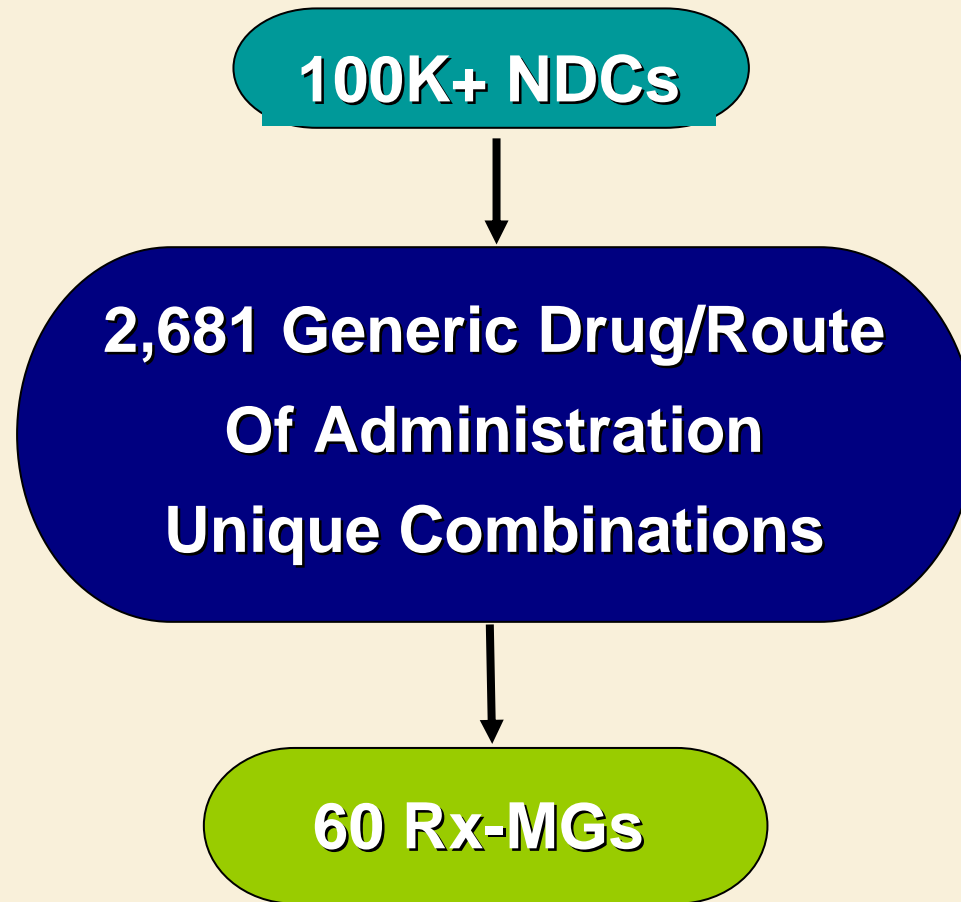 100K+ NDCs
2,681 Generic Drug/Route
Of Administration
Unique Combinations
60 Rx-MGs